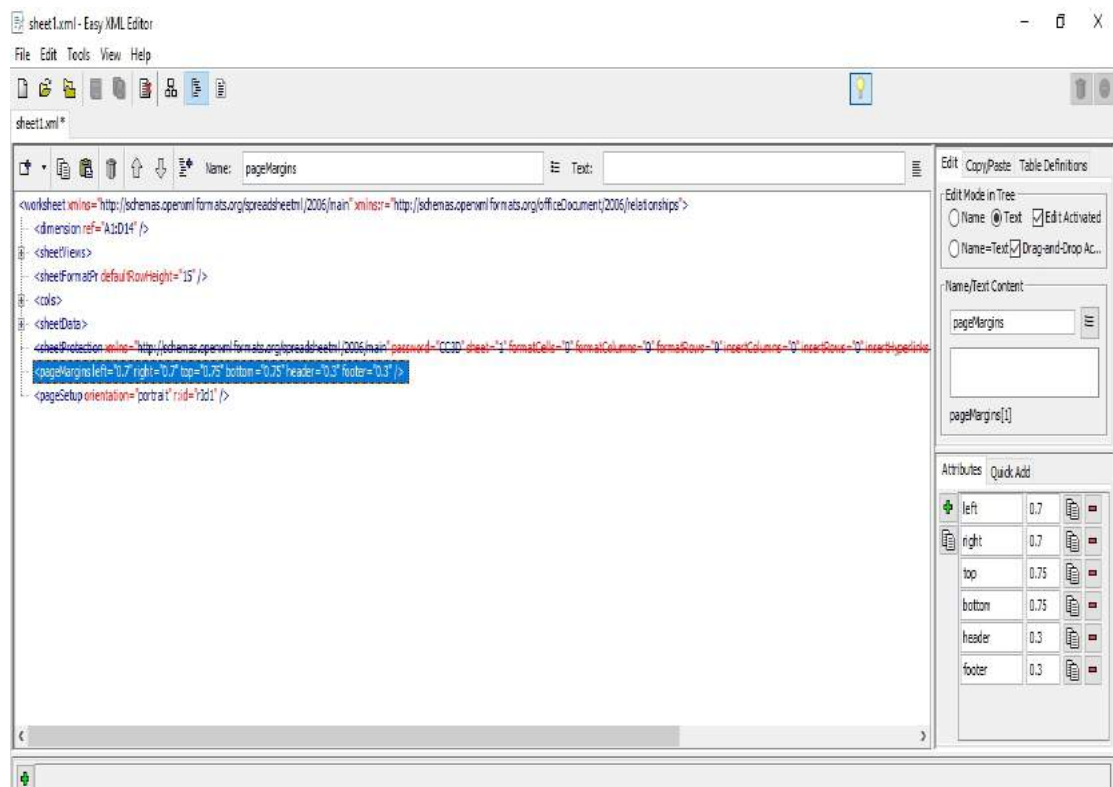 sheet1.xml - Easy XML Editor
File Edit Tools View Help
sheet1.xml*
Name: pageMargins Text:
<worksheet xmlns="http://schemas.openxmlformats.org/spreadsheetml/2006/main" xmlns:r="http://schemas.openxmlformats.org/officeDocument/2006/relationships">
<dimension ref="A1:D14" />
<sheetViews>
<sheetFormatPr defaultRowHeight="15" />
<cols>
<sheetData>
<sheetProtection xmlns="http://schemas.openxmlformats.org/spreadsheetml/2006/main" password="CC3D" sheet="1" formatCells="0" formatColumns="0" formatRows="0" insertColumns="0" insertRows="0" insertHyperlinks
<pageMargins left="0.7" right="0.7" top="0.75" bottom="0.75" header="0.3" footer="0.3" />
<pageSetup orientation="portrait" r:id="rId1" />
Edit Copy/Paste Table Definitions
Edit Mode in Tree
Name Text Edit Activated
Name=Text Drag-and-Drop Ac...
Name/Text Content
pageMargins
pageMargins[1]
Attributes Quick Add
left 0.7
right 0.7
top 0.75
bottom 0.75
header 0.3
footer 0.3